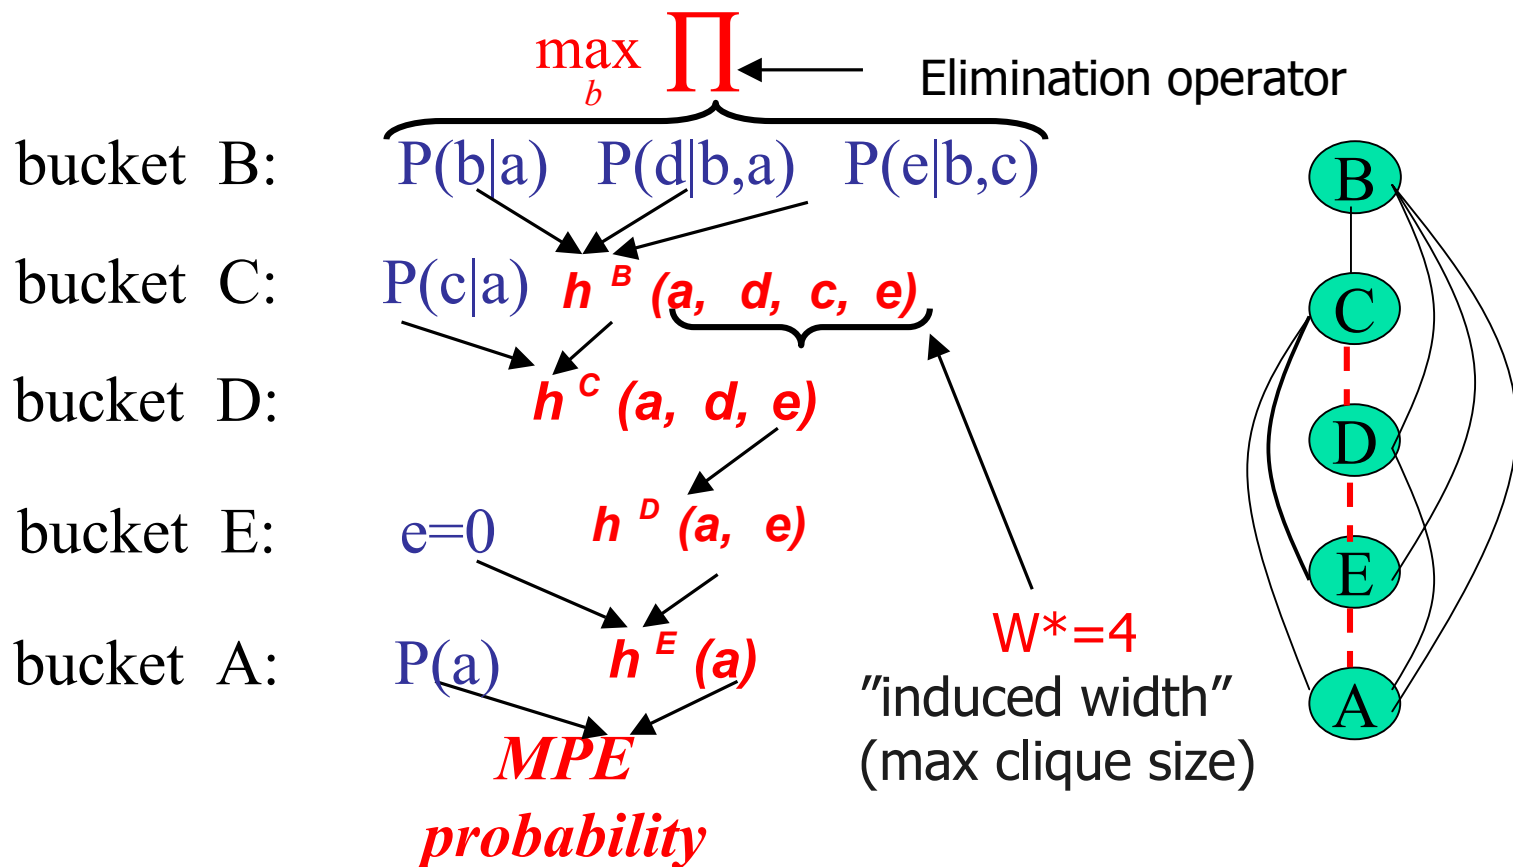 max ∏
b
Elimination operator
bucket B: P(b|a) P(d|b,a) P(e|b,c)
bucket C: P(c|a) h B (a, d, c, e)
bucket D: h C (a, d, e)
bucket E: e=0 h D (a, e)
bucket A: P(a) h E (a)
MPE
probability
W*=4
”induced width”
(max clique size)
B
C
D
E
A